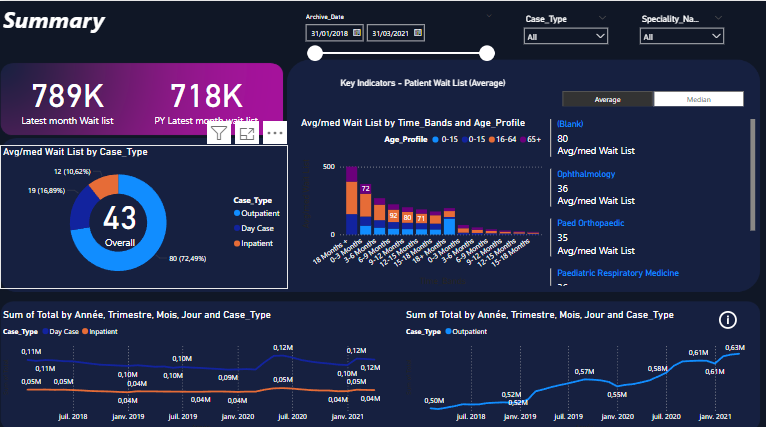 Summary
Archive_Date
31/01/2018
31/03/2021
Case_Type
All
Speciality_Na...
All
789K
Latest month Wait list
718K
PY Latest month wait list
Avg/med Wait List by Case_Type
12 (10,62%)
19 (16,89%)
80 (72,49%)
43
Overall
Case_Type
Outpatient
Day Case
Inpatient
Key Indicators - Patient Wait List (Average)
Average
Median
Avg/med Wait List by Time_Bands and Age_Profile
Age_Profile 0-15 0-15 16-64 65+
500
0
72
92
80
71
18 Months +
0-3 Months
3-6 Months
6-9 Months
9-12 Months
12-15 Months
15-18 Months
18+ Months
0-3 Months
3-6 Months
6-9 Months
9-12 Months
12-15 Months
15-18 Months
(Blank)
80
Avg/med Wait List
Ophthalmology
36
Avg/med Wait List
Paed Orthopaedic
35
Avg/med Wait List
Paediatric Respiratory Medicine
Sum of Total by Année, Trimestre, Mois, Jour and Case_Type
Case_Type Day Case Inpatient
0,11M
0,11M
0,10M
0,10M
0,10M
0,09M
0,12M
0,12M
0,12M
0,05M
0,05M
0,04M
0,04M
0,04M
0,04M
0,05M
0,04M
0,05M
0,04M
juil. 2018
janv. 2019
juil. 2019
janv. 2020
juil. 2020
janv. 2021
Sum of Total by Année, Trimestre, Mois, Jour and Case_Type
Case_Type Outpatient
0,50M
0,52M
0,52M
0,57M
0,55M
0,58M
0,61M
0,61M
0,63M
juil. 2018
janv. 2019
juil. 2019
janv. 2020
juil. 2020
janv. 2021